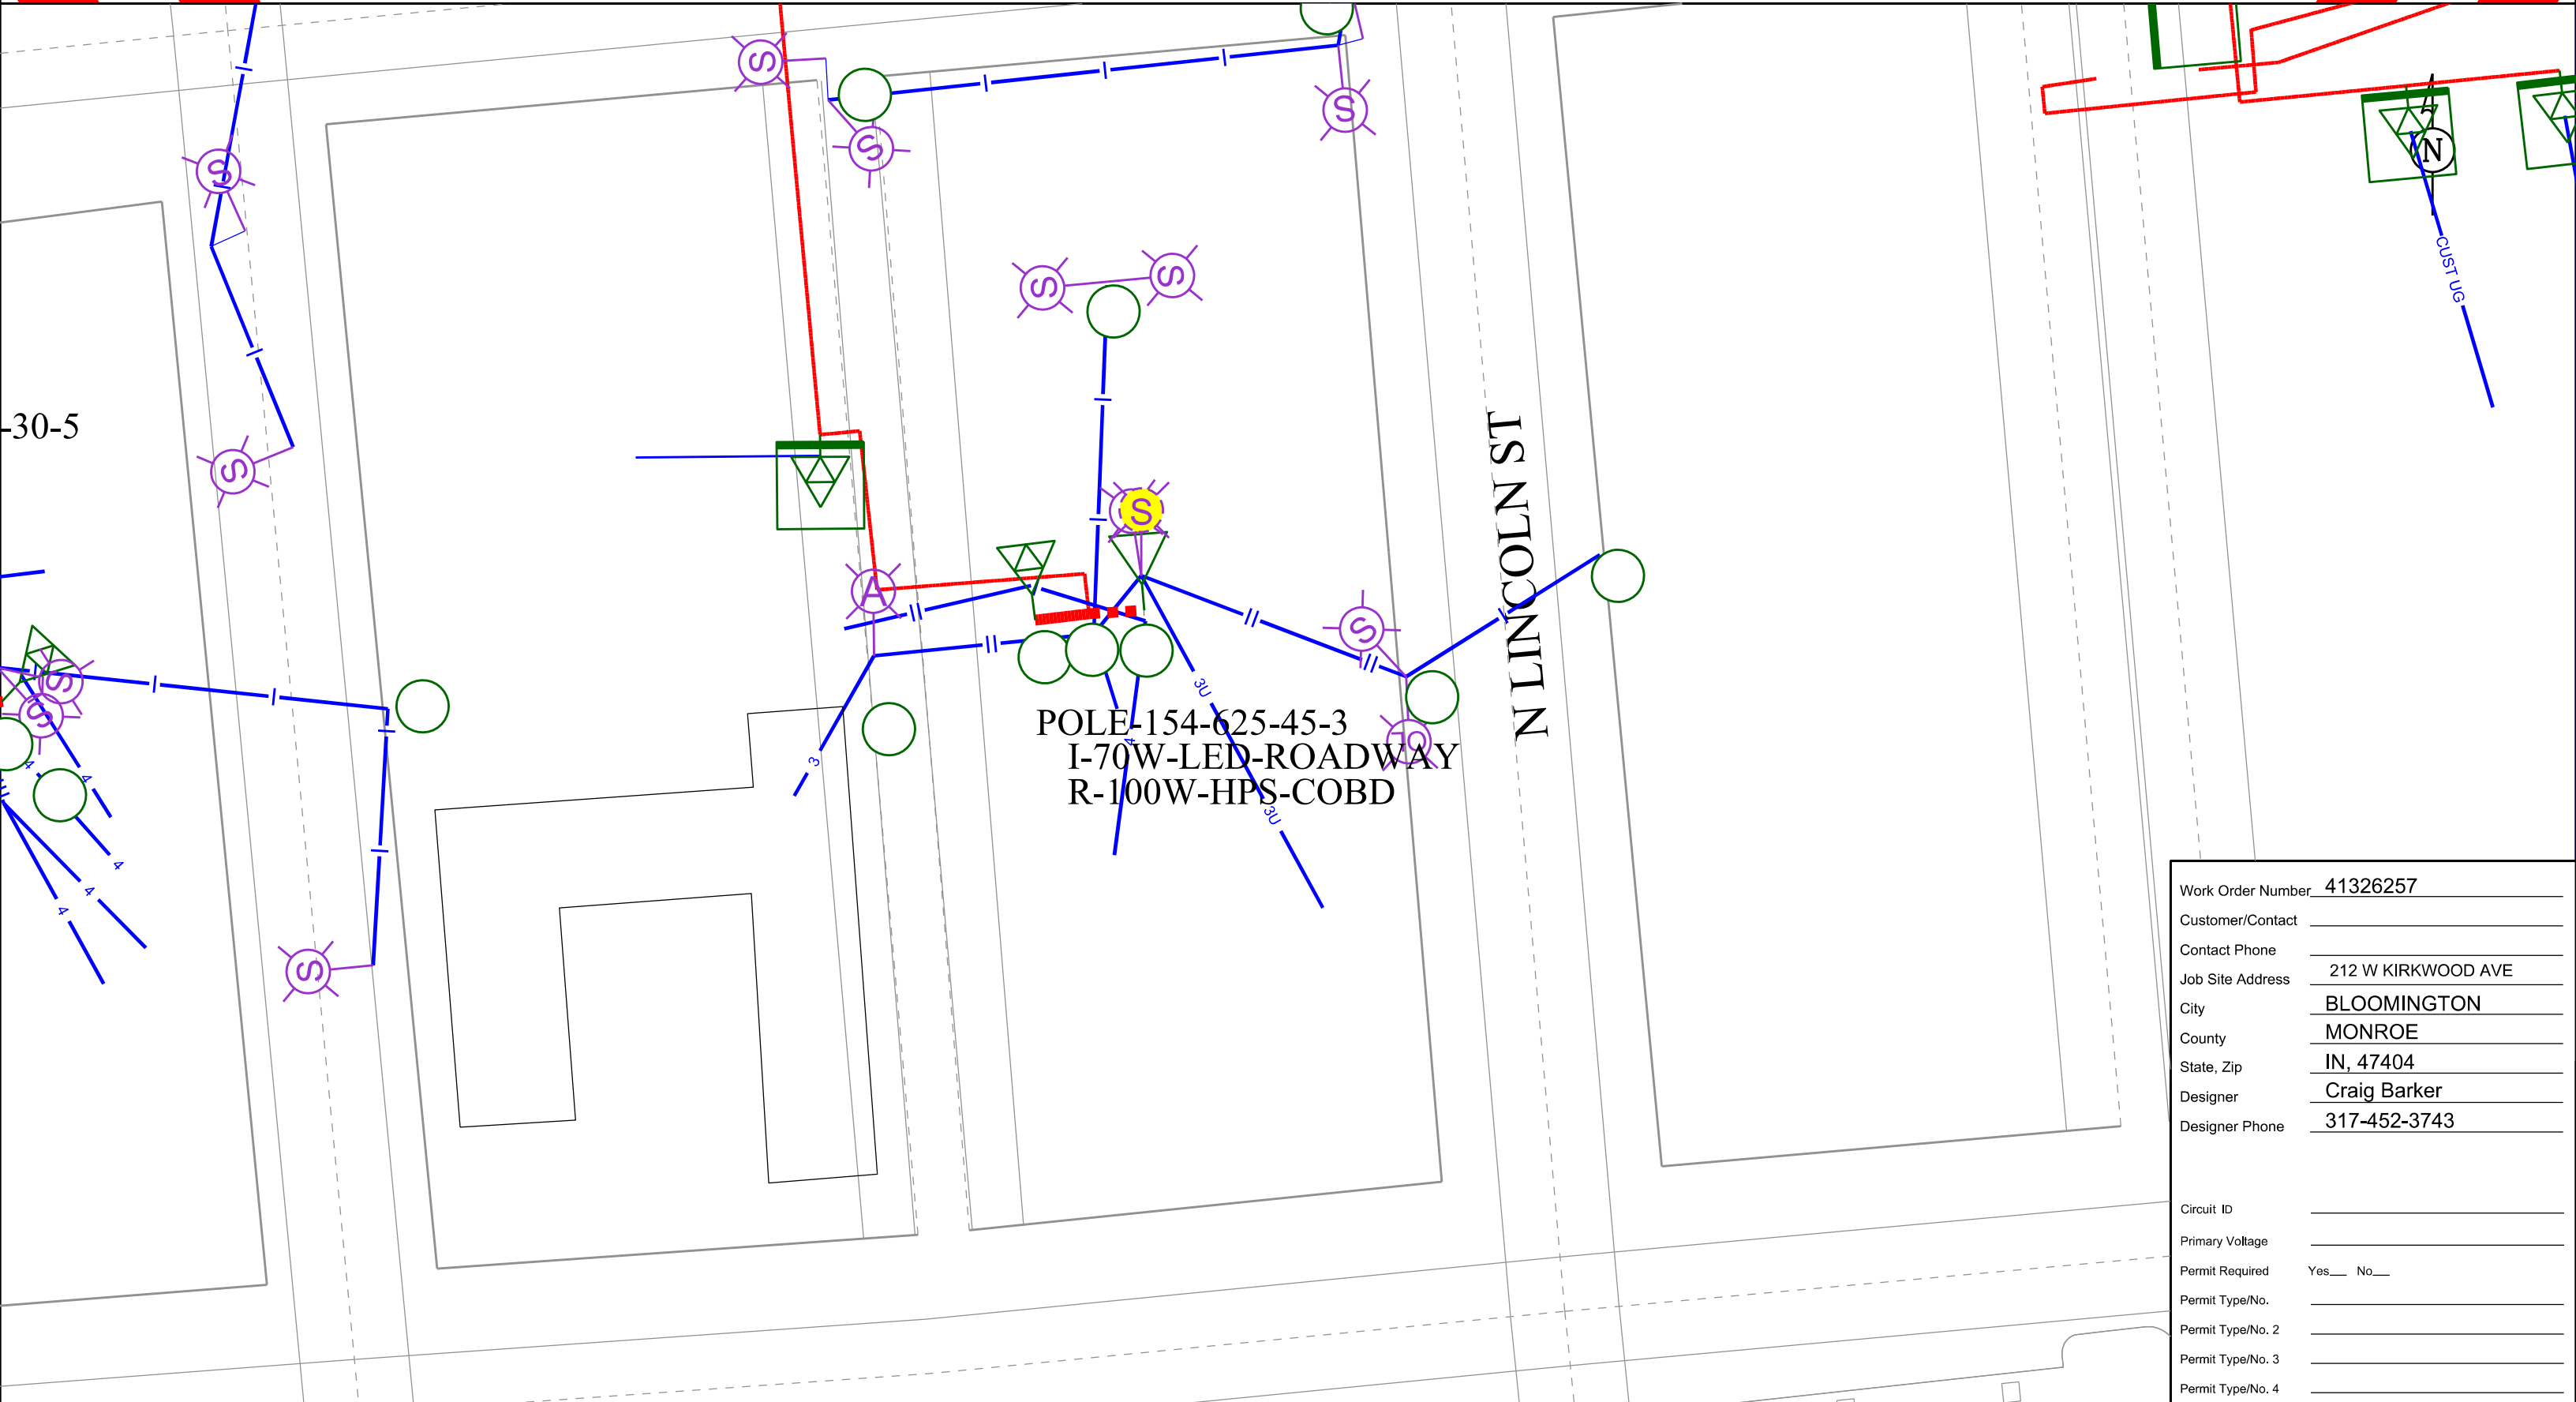 S
S
S
S
N
S
CUST UG
S
S
-30-5
S
S
N LINCOLN ST
A
S
S
S
3U
POLE-154-625-45-3
I-70W-LED-ROADWAY
R-100W-HPS-COBD
4
OL
3
4
4
4
4
4
3U
S
Work Order Number 41326257
Customer/Contact
Contact Phone
Job Site Address 212 W KIRKWOOD AVE
City BLOOMINGTON
County MONROE
State, Zip IN, 47404
Designer Craig Barker
Designer Phone 317-452-3743
Circuit ID
Primary Voltage
Permit Required Yes__ No__
Permit Type/No.
Permit Type/No. 2
Permit Type/No. 3
Permit Type/No. 4